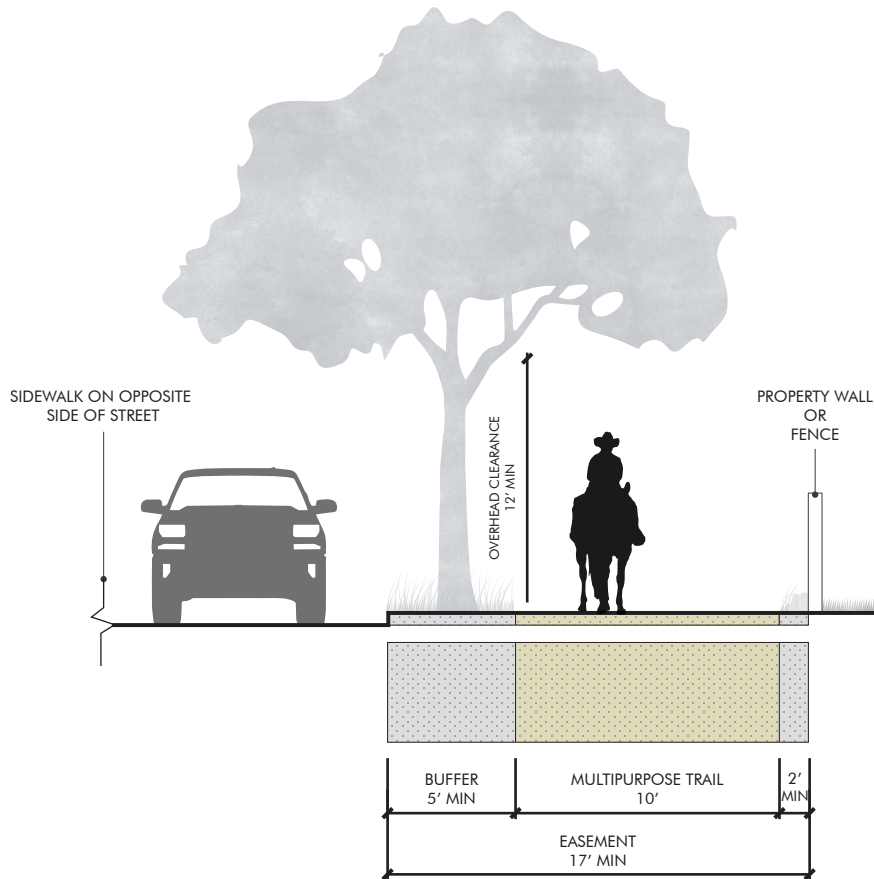 SIDEWALK ON OPPOSITE
SIDE OF STREET
OVERHEAD CLEARANCE
12’ MIN
PROPERTY WALL
OR
FENCE
BUFFER
5’ MIN
MULTIPURPOSE TRAIL
10’
2’
MIN
EASEMENT
17’ MIN